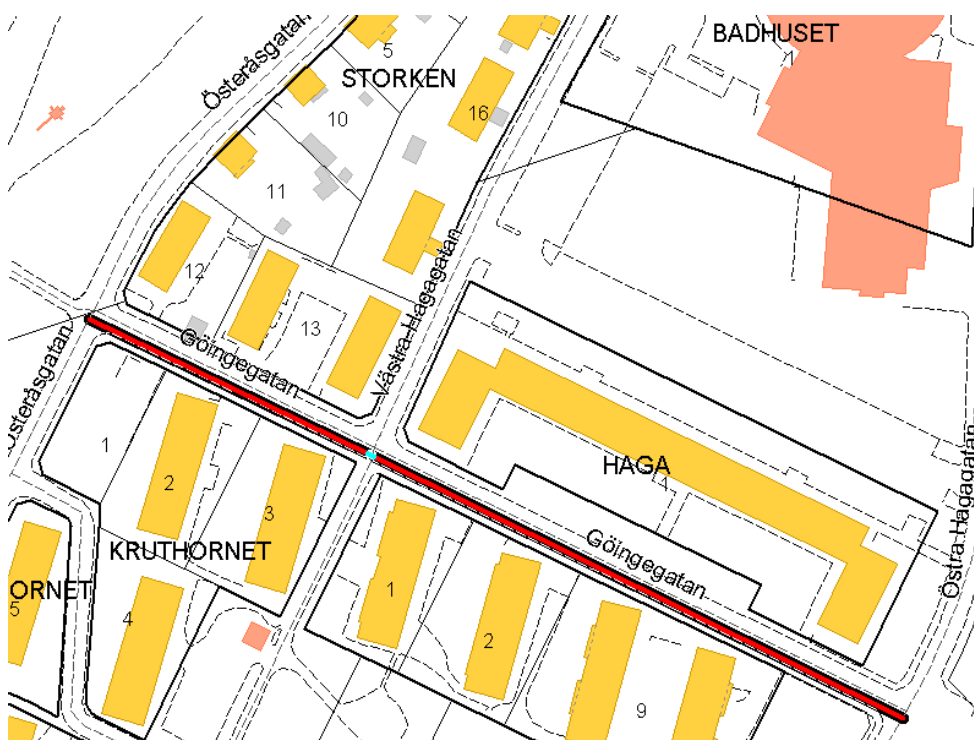 BADHUSET
1
Österåsgatan
5
STORKEN
16
10
11
12
13
Göingegatan
Västra Hagagatan
Österåsgatan
1
2
3
KRUTHORNET
HAGA
1
Göingegatan
Östra Hagagatan
ORNET
5
4
1
2
9